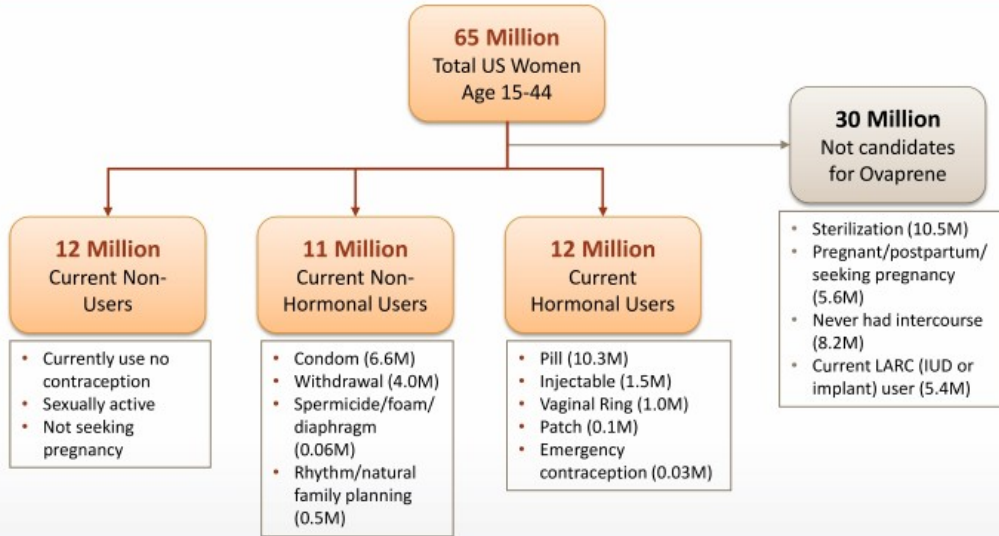 65 Million
Total US Women
Age 15-44
30 Million
Not candidates
for Ovaprene
12 Million
Current Non-
Users
11 Million
Current Non-
Hormonal Users
12 Million
Current
Hormonal Users
• Sterilization (10.5M)
• Pregnant/postpartum/
seeking pregnancy
(5.6M)
• Never had intercourse
(8.2M)
• Current LARC (IUD or
implant) user (5.4M)
• Currently use no
contraception
• Sexually active
• Not seeking
pregnancy
• Condom (6.6M)
• Withdrawal (4.0M)
• Spermicide/foam/
diaphragm
(0.06M)
• Rhythm/natural
family planning
(0.5M)
• Pill (10.3M)
• Injectable (1.5M)
• Vaginal Ring (1.0M)
• Patch (0.1M)
• Emergency
contraception (0.03M)